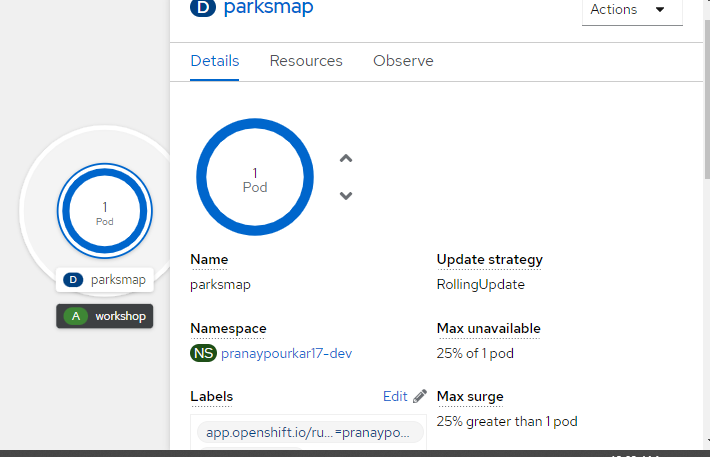 D parksmap
Actions
Details Resources Observe
1
Pod
1
Pod
D parksmap
A workshop
Name
parksmap
Update strategy
RollingUpdate
Namespace
NS pranaypourkar17-dev
Max unavailable
25% of 1 pod
Labels
Edit
app.openshift.io/ru...=pranaypo...
Max surge
25% greater than 1 pod